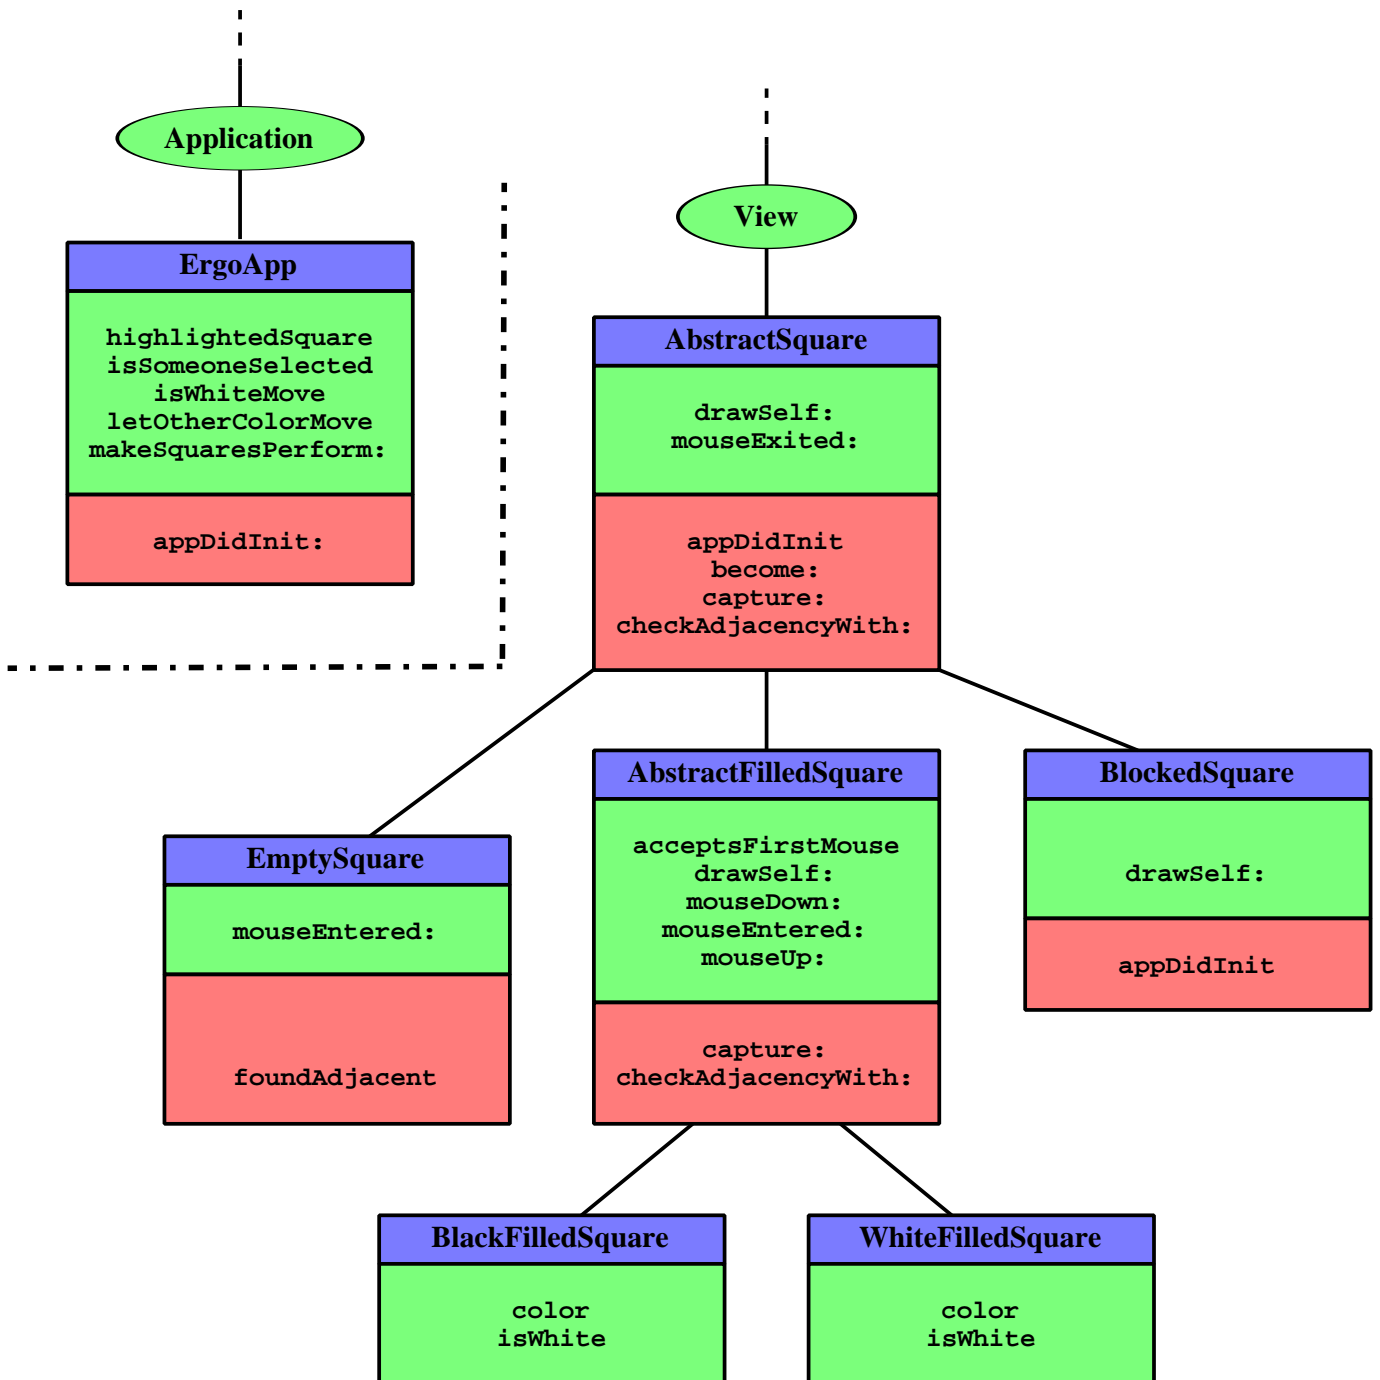 Application
ErgoApp
highlightedSquare
isSomeoneSelected
isWhiteMove
letOtherColorMove
makeSquaresPerform:
appDidInit:
View
AbstractSquare
drawSelf:
mouseExited:
appDidInit
become:
capture:
checkAdjacencyWith:
EmptySquare
mouseEntered:
foundAdjacent
AbstractFilledSquare
acceptsFirstMouse
drawSelf:
mouseDown:
mouseEntered:
mouseUp:
capture:
checkAdjacencyWith:
BlockedSquare
drawSelf:
appDidInit
BlackFilledSquare
color
isWhite
WhiteFilledSquare
color
isWhite